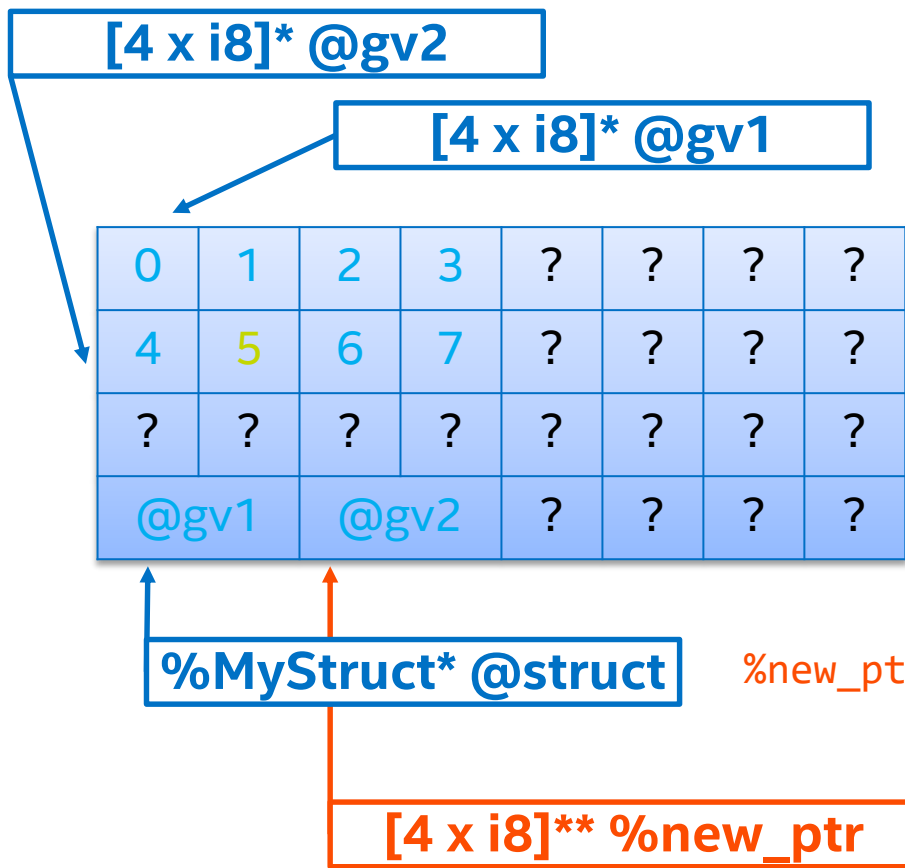 [4 x i8]* @gv2
[4 x i8]* @gv1
0 1 2 3 ? ? ? ?
4 5 6 7 ? ? ? ?
? ? ? ? ? ? ? ?
@gv1 @gv2 ? ? ? ?
%MyStruct* @struct %new_pt
[4 x i8]** %new_ptr